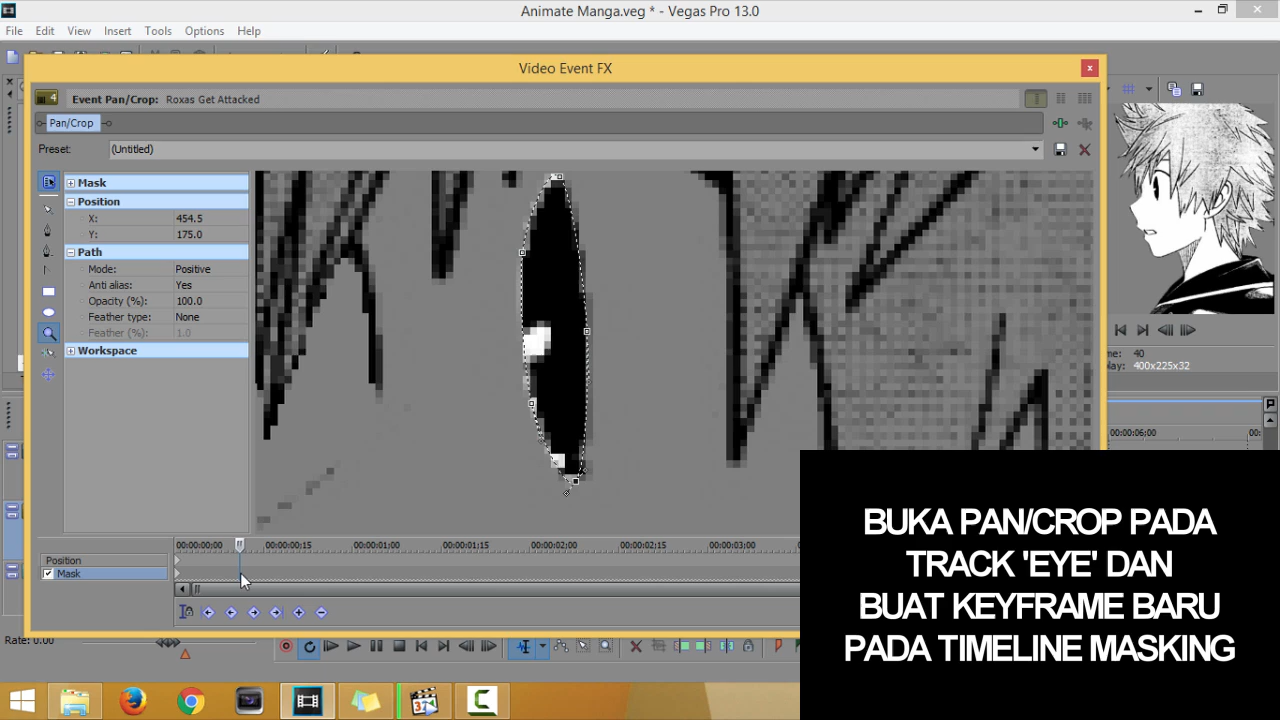 Animate Manga.veg * - Vegas Pro 13.0
File Edit View Insert Tools Options Help
Video Event FX
x
4 Event Pan/Crop: Roxas Get Attacked
Pan/Crop
Preset: (Untitled)
Mask
Position
X: 454.5
Y: 175.0
Path
Mode: Positive
Anti alias: Yes
Opacity (%): 100.0
Feather type: None
Feather (%): 1.0
Workspace
me: 40
play: 400x225x32
00:00:06;00 00:
00:00:00;00 00:00:00;15 00:00:01;00 00:00:01;15 00:00:02;00 00:00:02;15 00:00:03;00
Position
Mask
Rate: 0.00
BUKA PAN/CROP PADA
TRACK 'EYE' DAN
BUAT KEYFRAME BARU
PADA TIMELINE MASKING